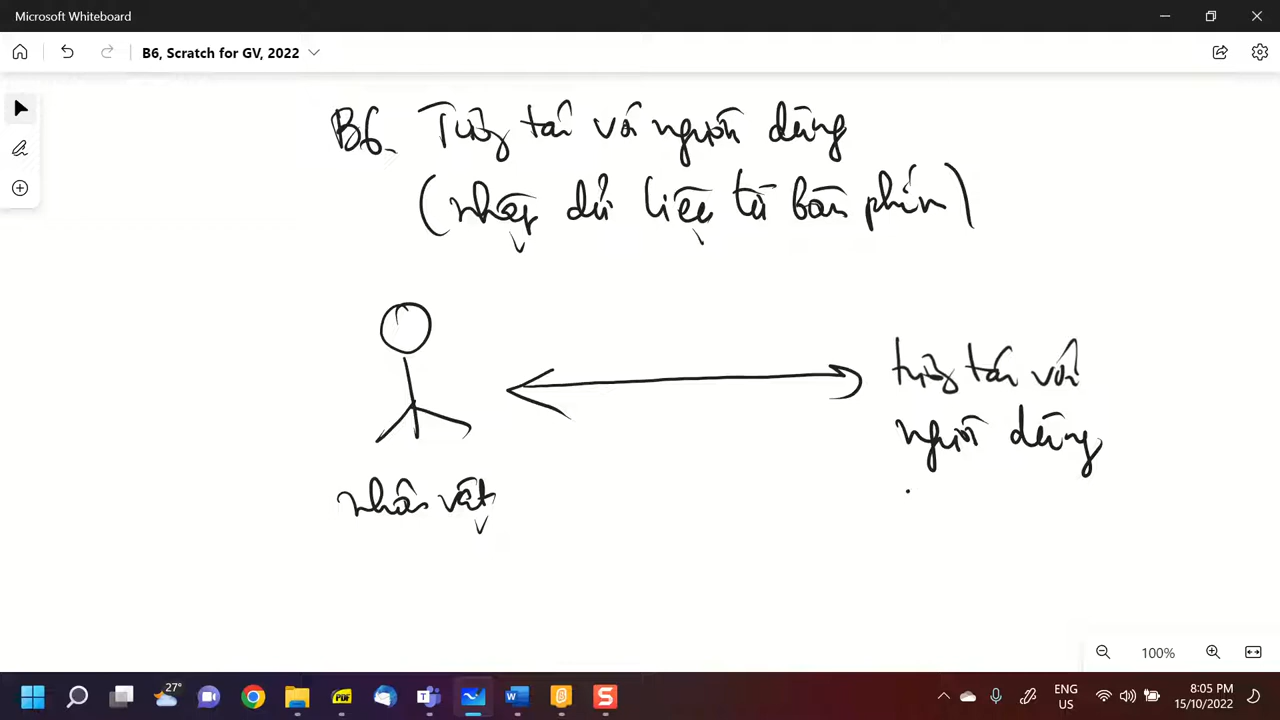 Microsoft Whiteboard
B6, Scratch for GV, 2022
B6. Tương tác với người dùng
(nhập dữ liệu từ bàn phím)
tương tác với
người dùng
nhân vật
100%
27°
ENG
US
8:05 PM
15/10/2022